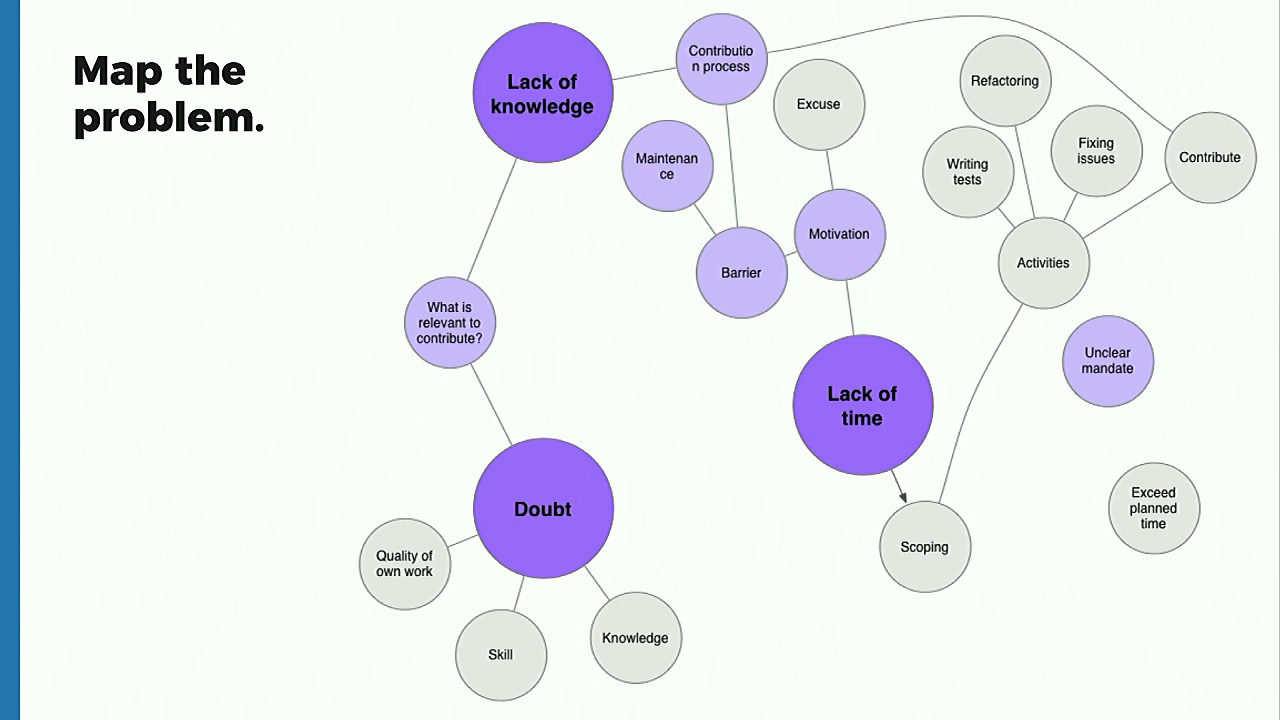 Map the
problem.
Lack of
knowledge
Contributio
n process
Excuse
Refactoring
Maintenan
ce
Writing
tests
Fixing
issues
Contribute
Motivation
Barrier
Activities
What is
relevant to
contribute?
Unclear
mandate
Lack of
time
Doubt
Exceed
planned
time
Quality of
own work
Scoping
Skill
Knowledge